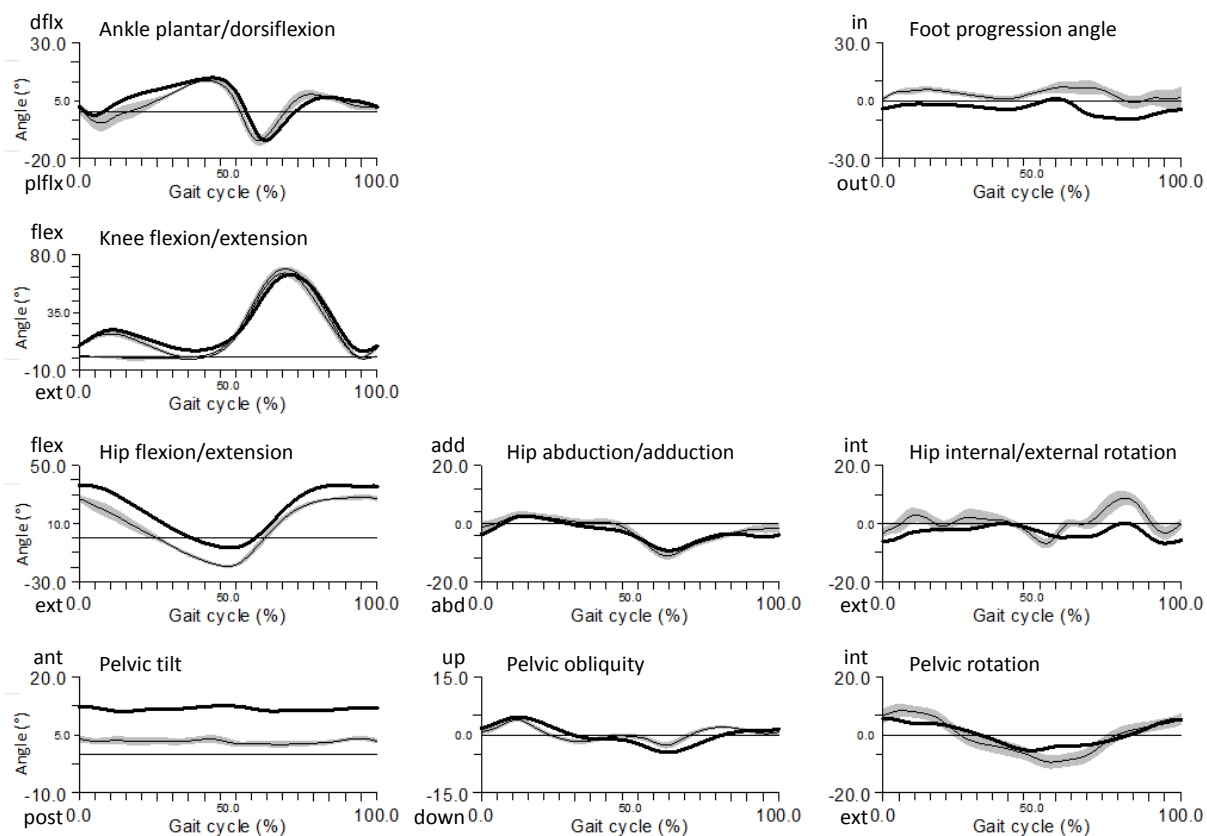 dflx Ankle plantar/dorsiflexion
30.0
5.0
Angle (°)
-20.0
plflx 0.0 50.0 100.0
Gait cycle (%)
in Foot progression angle
30.0
0.0
-30.0
out 0.0 50.0 100.0
Gait cycle (%)
flex Knee flexion/extension
80.0
35.0
Angle (°)
-10.0
ext 0.0 50.0 100.0
Gait cycle (%)
flex Hip flexion/extension
50.0
10.0
Angle (°)
-30.0
ext 0.0 50.0 100.0
Gait cycle (%)
add Hip abduction/adduction
20.0
0.0
-20.0
abd 0.0 50.0 100.0
Gait cycle (%)
int Hip internal/external rotation
20.0
0.0
-20.0
ext 0.0 50.0 100.0
Gait cycle (%)
ant Pelvic tilt
20.0
5.0
Angle (°)
-10.0
post 0.0 50.0 100.0
Gait cycle (%)
up Pelvic obliquity
15.0
0.0
-15.0
down 0.0 50.0 100.0
Gait cycle (%)
int Pelvic rotation
20.0
0.0
-20.0
ext 0.0 50.0 100.0
Gait cycle (%)